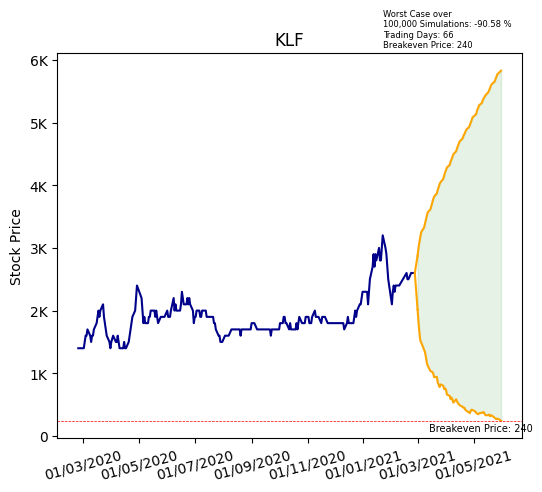 Worst Case over
100,000 Simulations: -90.58 %
Trading Days: 66
Breakeven Price: 240
KLF
6K
5K
4K
3K
2K
1K
0
Stock Price
Breakeven Price: 240
01/03/2020 01/05/2020 01/07/2020 01/09/2020 01/11/2020 01/01/2021 01/03/2021 01/05/2021